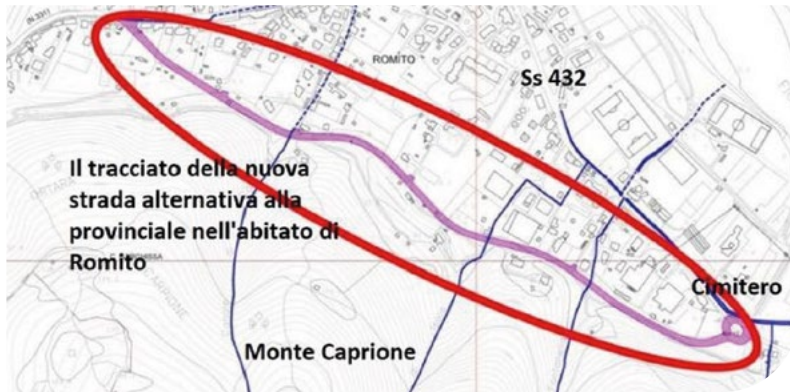 ROMITO
Ss 432
Il tracciato della nuova
strada alternativa alla
provinciale nell'abitato di
Romito
Cimitero
Monte Caprione